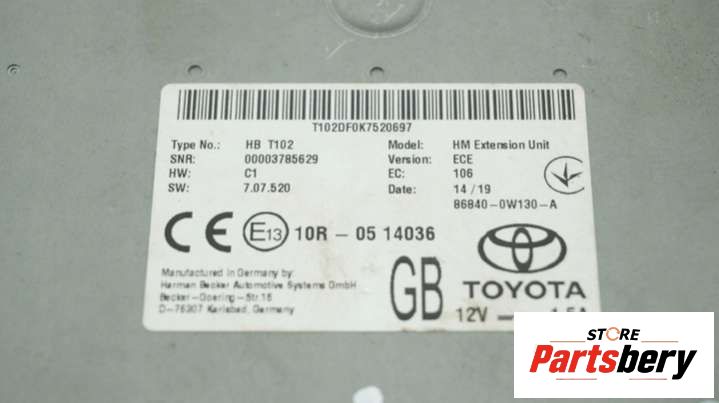 T102DF0K7520697
Type No.: HB T102 Model: HM Extension Unit
SNR: 00003785629 Version: ECE
HW: C1 EC: 106
SW: 7.07.520 Date: 14 / 19
86840-0W130-A
CE E13 10R - 05 14036
Manufactured in Germany by:
Harman Becker Automotive Systems GmbH
Becker-Goering-Str.16
D-76307 Karlsbad, Germany
GB TOYOTA
12V
STORE
Partsbery